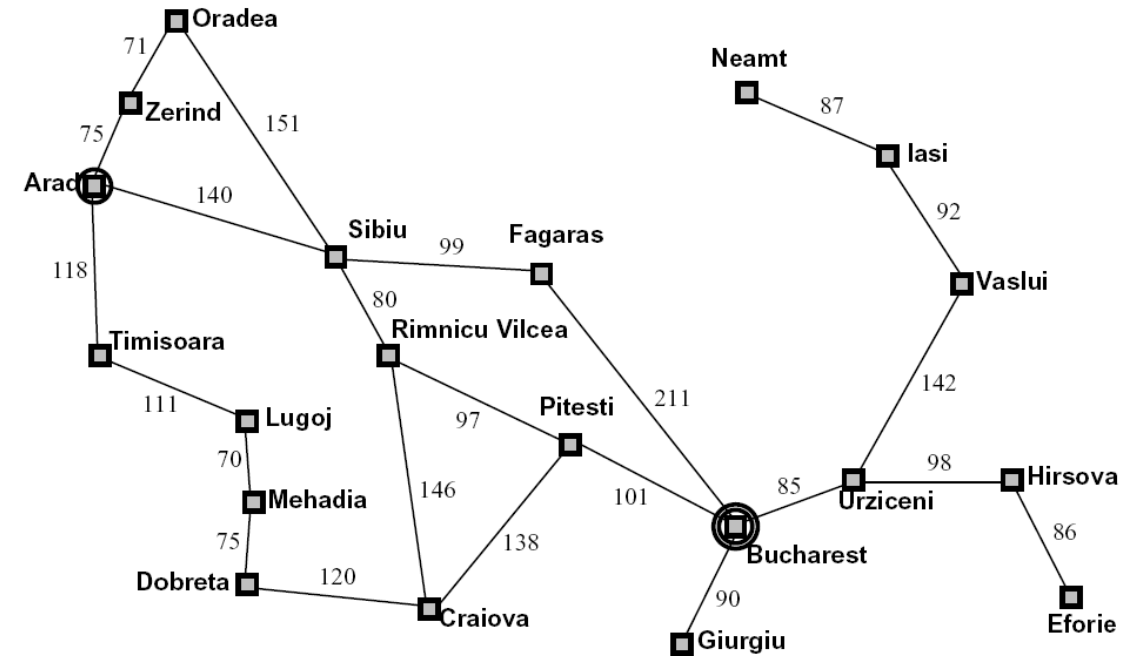 Oradea
71
Neamt
87
Zerind
151
75
Iasi
Arad
140
92
Sibiu
Fagaras
99
118
Vaslui
80
Rimnicu Vilcea
Timisoara
142
111
211
Pitesti
Lugoj
97
70
98
Hirsova
146
101
85
Urziceni
Mehadia
75
138
86
Bucharest
Dobreta
120
90
Craiova
Eforie
Giurgiu